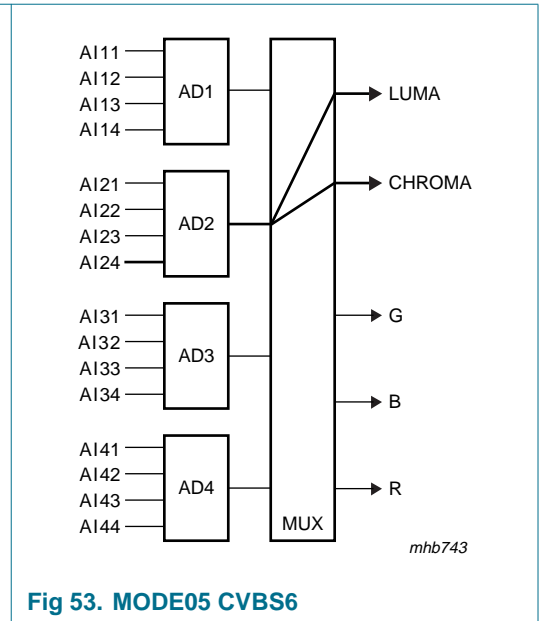 AI11
AI12
AI13
AI14
AD1
LUMA
AI21
AI22
AI23
AI24
AD2
CHROMA
AI31
AI32
AI33
AI34
AD3
G
B
AI41
AI42
AI43
AI44
AD4
R
MUX
mhb743
Fig 53. MODE05 CVBS6